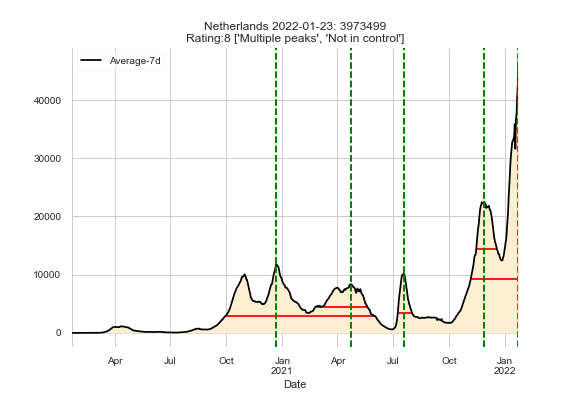 Netherlands 2022-01-23: 3973499
Rating:8 ['Multiple peaks', 'Not in control']
Average-7d
40000
30000
20000
10000
0
Apr Jul Oct Jan Apr Jul Oct Jan
2021 2022
Date